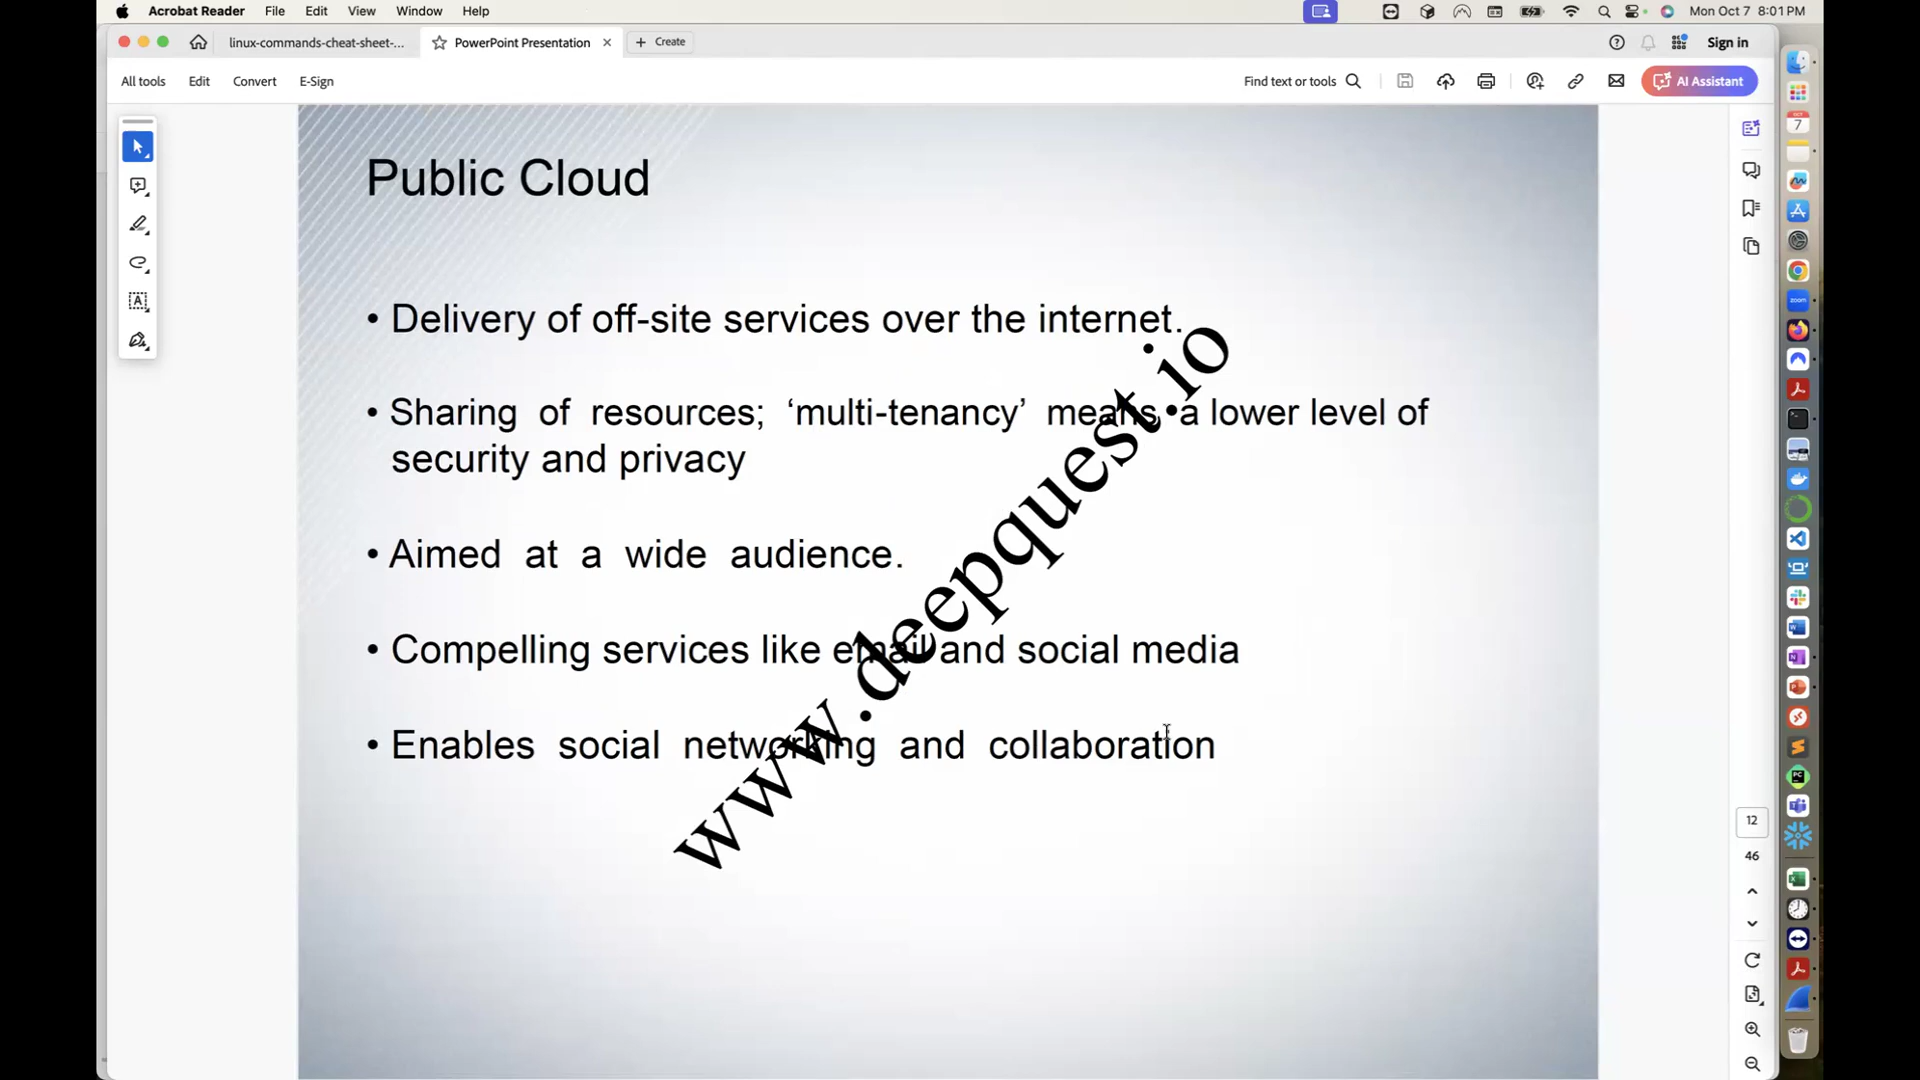 Acrobat Reader File Edit View Window Help
Mon Oct 7 8:01 PM
linux-commands-cheat-sheet-...
PowerPoint Presentation
Create
Sign in
All tools Edit Convert E-Sign
Find text or tools
AI Assistant
Public Cloud
• Delivery of off-site services over the internet.
• Sharing of resources; ‘multi-tenancy’ means a lower level of
security and privacy
• Aimed at a wide audience.
• Compelling services like email and social media
• Enables social networking and collaboration
www.deepquest.io
12
46
OCT
7
zoom
PC